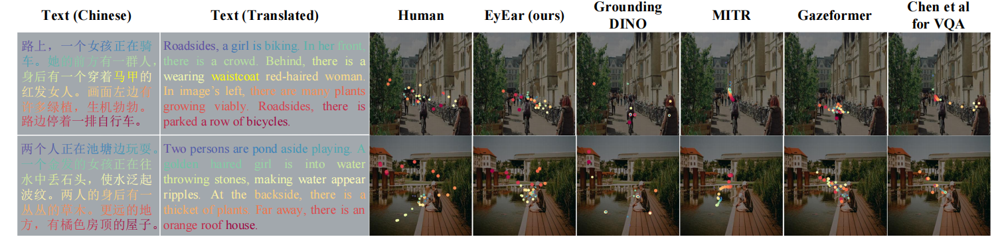 Text (Chinese)
Text (Translated)
Human
EyEar (ours)
Grounding
DINO
MITR
Gazeformer
Chen et al
for VQA
路上，一个女孩正在骑
车。她前方有一群人，
身后有一个穿着马甲的
红发女人。画面左边有
许多绿植，生机勃勃。
路边停着一排自行车。
Roadsides, a girl is biking. In her front,
there is a crowd. Behind, there is a
wearing waistcoat red-haired woman.
In image's left, there are many plants
growing viably. Roadsides, there is
parked a row of bicycles.
两个人正在池塘边玩耍。
一个金发的女孩正在往
水中丢石头，使水泛起
波纹。两人的身后有一
丛丛的草木。更远的地
方，有橘色房顶的屋子。
Two persons are pond aside playing. A
golden haired girl is into water
throwing stones, making water appear
ripples. At the backside, there is a
thicket of plants. Far away, there is an
orange roof house.